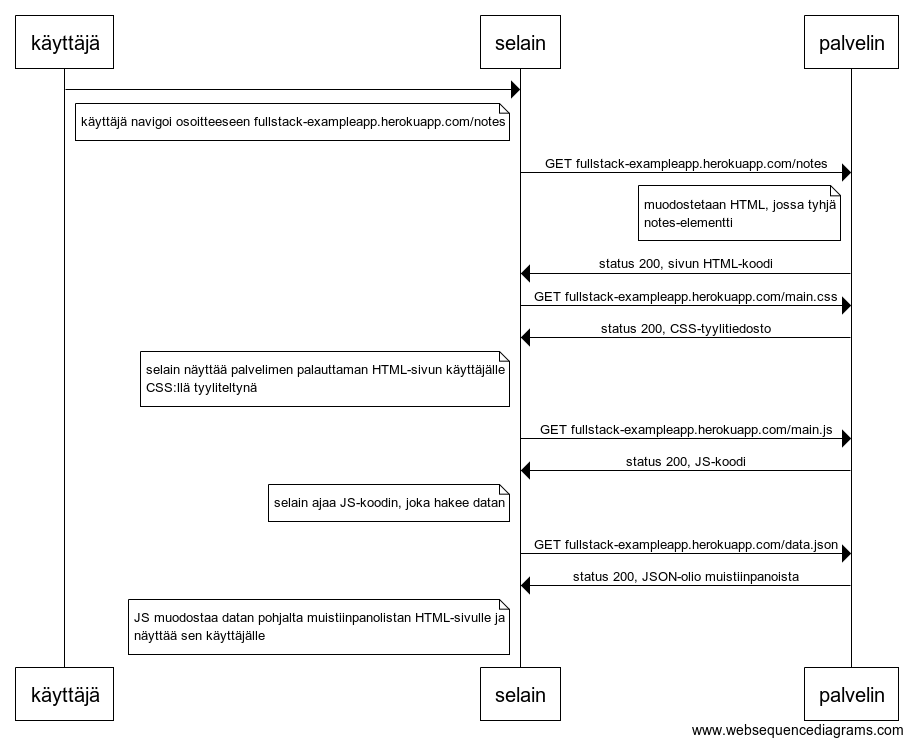 käyttäjä
selain
palvelin
käyttäjä navigoi osoitteeseen fullstack-exampleapp.herokuapp.com/notes
GET fullstack-exampleapp.herokuapp.com/notes
muodostetaan HTML, jossa tyhjä
notes-elementti
status 200, sivun HTML-koodi
GET fullstack-exampleapp.herokuapp.com/main.css
status 200, CSS-tyylitiedosto
selain näyttää palvelimen palauttaman HTML-sivun käyttäjälle
CSS:llä tyyliteltynä
GET fullstack-exampleapp.herokuapp.com/main.js
status 200, JS-koodi
selain ajaa JS-koodin, joka hakee datan
GET fullstack-exampleapp.herokuapp.com/data.json
status 200, JSON-olio muistiinpanoista
JS muodostaa datan pohjalta muistiinpanolistan HTML-sivulle ja
näyttää sen käyttäjälle
käyttäjä
selain
palvelin
www.websequencediagrams.com